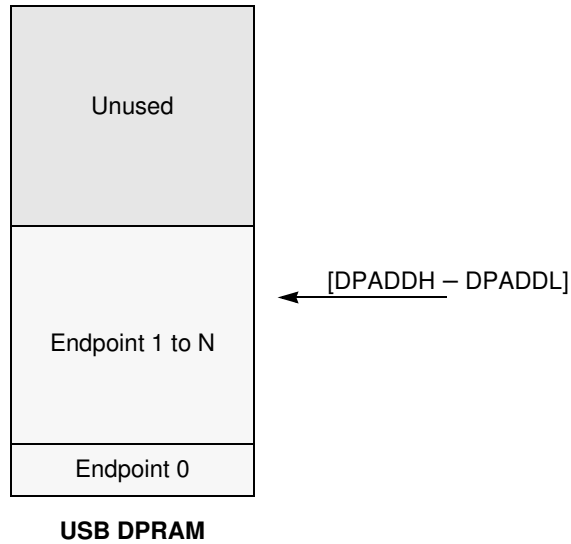 Unused
[DPADDH – DPADDL]
Endpoint 1 to N
Endpoint 0
USB DPRAM